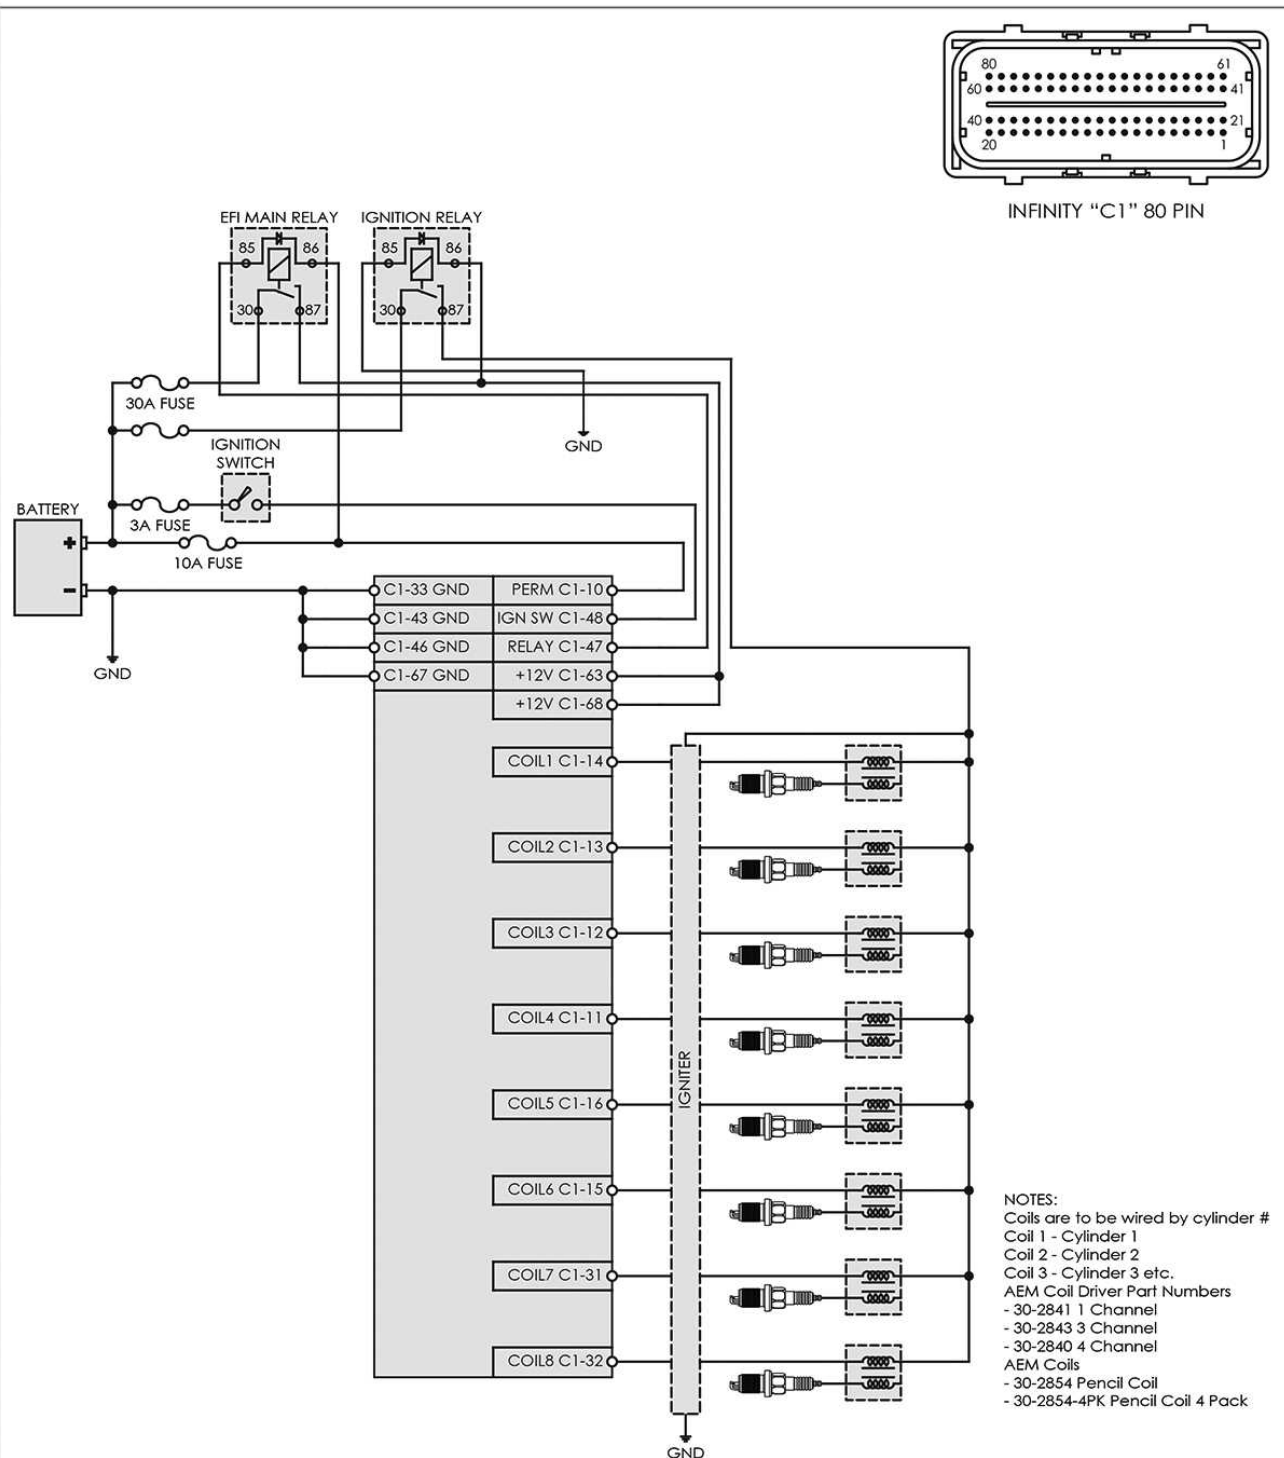 80 61
60 41
40 21
20 1
INFINITY “C1” 80 PIN
EFI MAIN RELAY
85 86
30 87
IGNITION RELAY
85 86
30 87
30A FUSE
GND
IGNITION
SWITCH
3A FUSE
BATTERY
+
-
10A FUSE
GND
C1-33 GND
C1-43 GND
C1-46 GND
C1-67 GND
PERM C1-10
IGN SW C1-48
RELAY C1-47
+12V C1-63
+12V C1-68
COIL1 C1-14
COIL2 C1-13
COIL3 C1-12
COIL4 C1-11
COIL5 C1-16
COIL6 C1-15
COIL7 C1-31
COIL8 C1-32
IGNITER
GND
NOTES:
Coils are to be wired by cylinder #
Coil 1 - Cylinder 1
Coil 2 - Cylinder 2
Coil 3 - Cylinder 3 etc.
AEM Coil Driver Part Numbers
- 30-2841 1 Channel
- 30-2843 3 Channel
- 30-2840 4 Channel
AEM Coils
- 30-2854 Pencil Coil
- 30-2854-4PK Pencil Coil 4 Pack